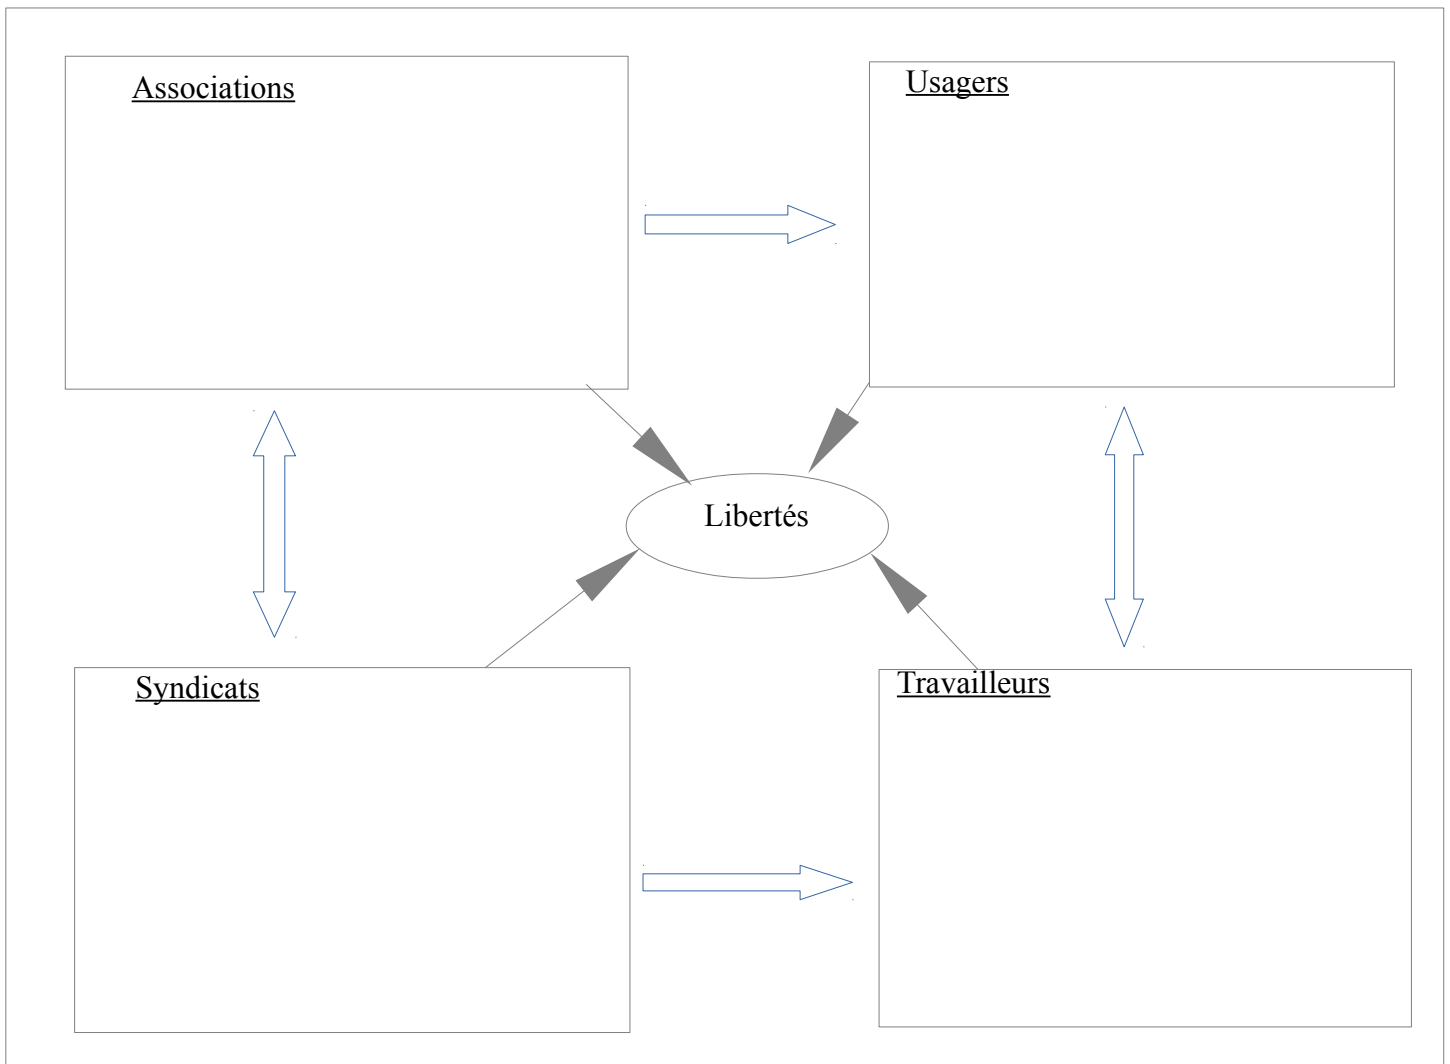 Associations
Usagers
Libertés
Syndicats
Travailleurs